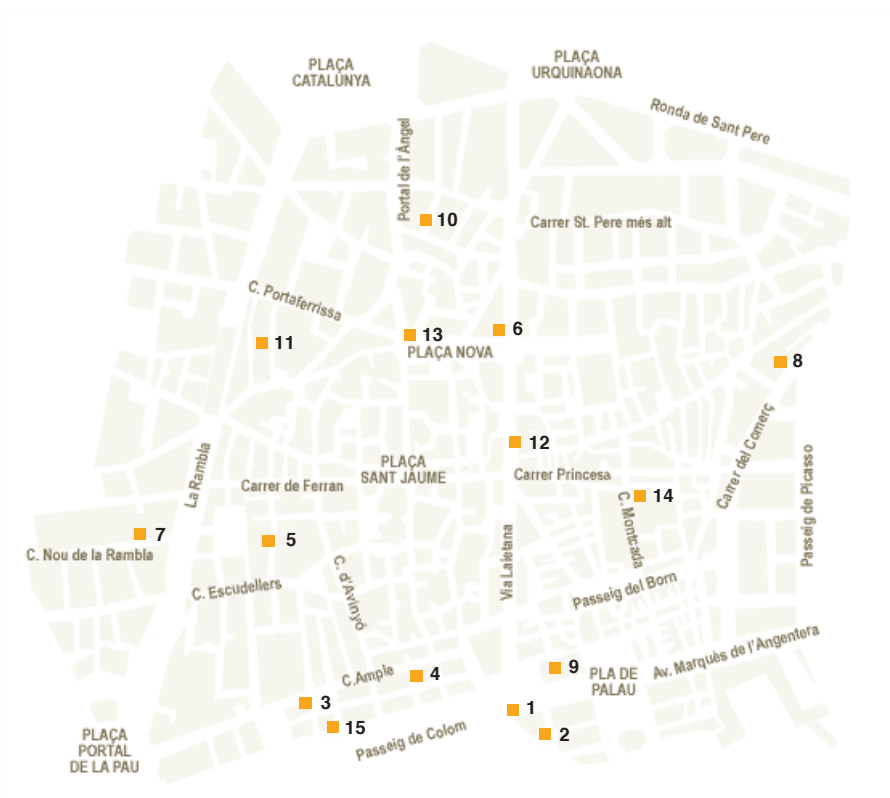 PLAÇA
CATALUNYA
PLAÇA
URQUINAONA
Ronda de Sant Pere
Portal de l'Àngel
10
Carrer St. Pere més alt
C. Portaferrissa
11
13
6
PLAÇA NOVA
8
12
La Rambla
PLAÇA
SANT JAUME
Carrer de Ferran
Carrer Princesa
14
C. Montcada
Carrer del Comerç
Passeig de Picasso
7
C. Nou de la Rambla
5
C. Escudellers
C. d'Avinyó
Via Laietana
Passeig del Born
C.Ample
4
9
PLA DE
PALAU
Av. Marquès de l'Angentera
3
15
Passeig de Colom
1
2
PLAÇA
PORTAL
DE LA PAU